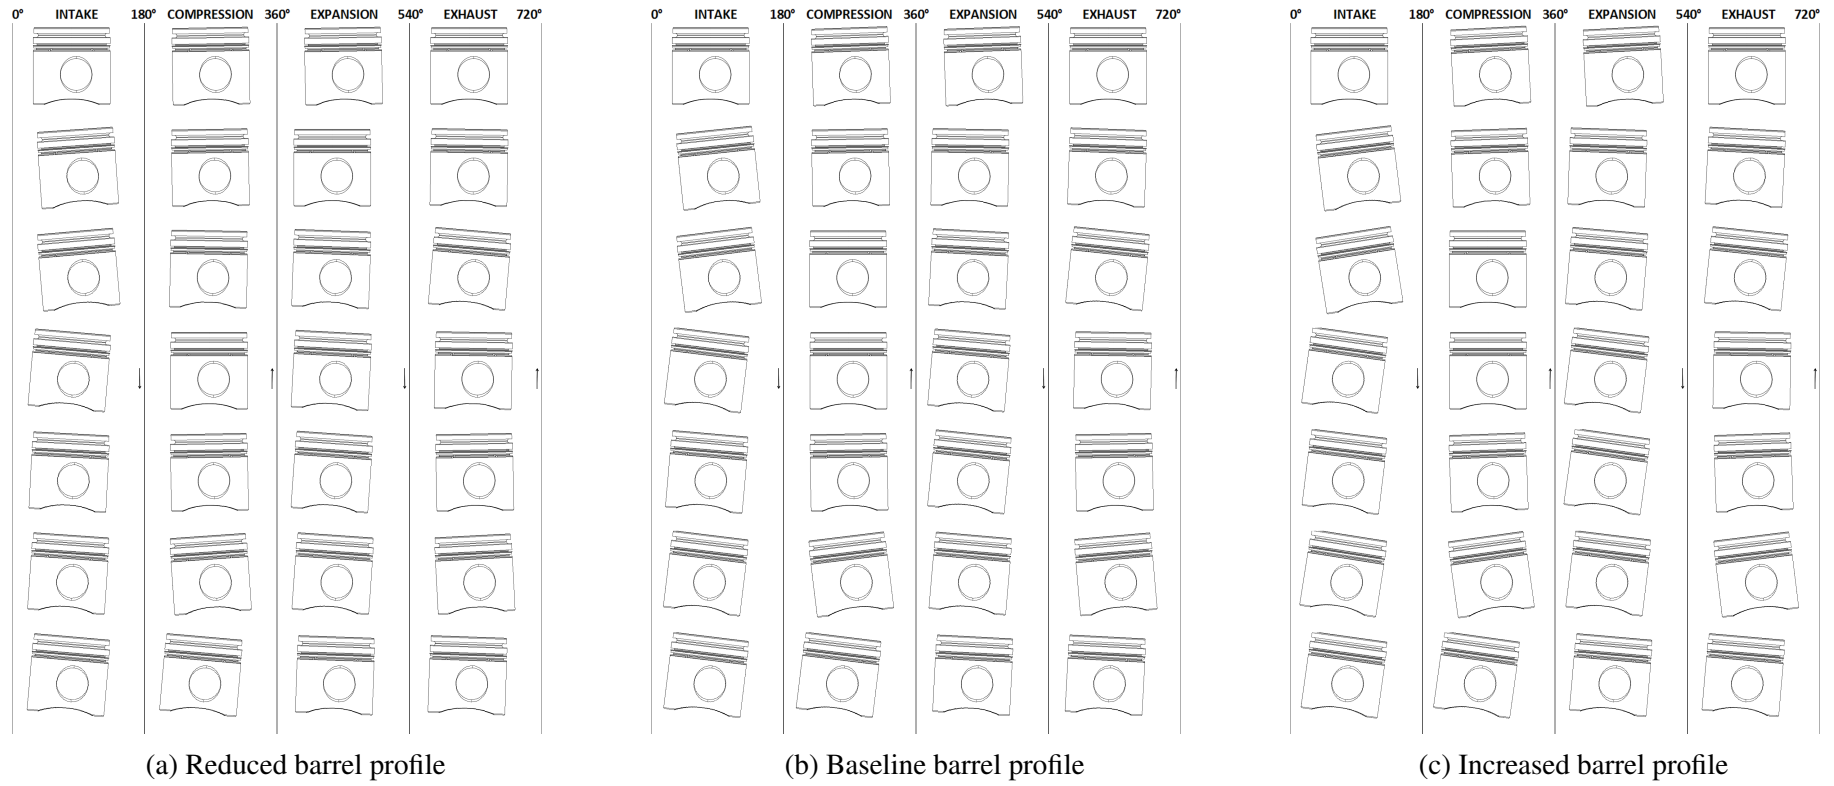 0° INTAKE 180° COMPRESSION 360° EXPANSION 540° EXHAUST 720°
0° INTAKE 180° COMPRESSION 360° EXPANSION 540° EXHAUST 720°
0° INTAKE 180° COMPRESSION 360° EXPANSION 540° EXHAUST 720°
(a) Reduced barrel profile
(b) Baseline barrel profile
(c) Increased barrel profile